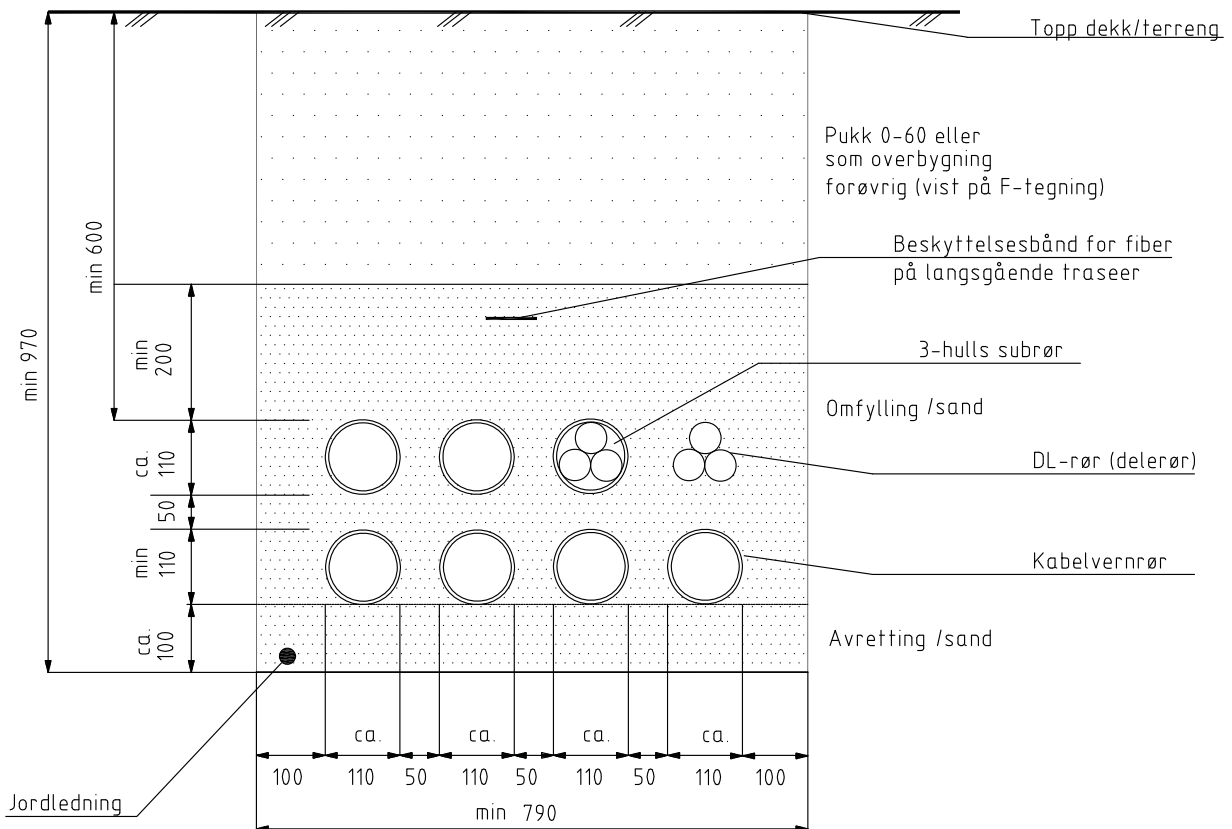 Topp dekk/terreng
Pukk 0-60 eller
som overbygning
forøvrig (vist på F-tegning)
Beskyttelsesbånd for fiber
på langsgående traseer
3-hulls subrør
Omfylling /sand
DL-rør (delerør)
Kabelvernrør
Avretting /sand
Jordledning
min 970
min 600
min
200
ca.
110
50
min
110
ca.
100
ca. ca. ca. ca.
100 110 50 110 50 110 50 110 100
min 790